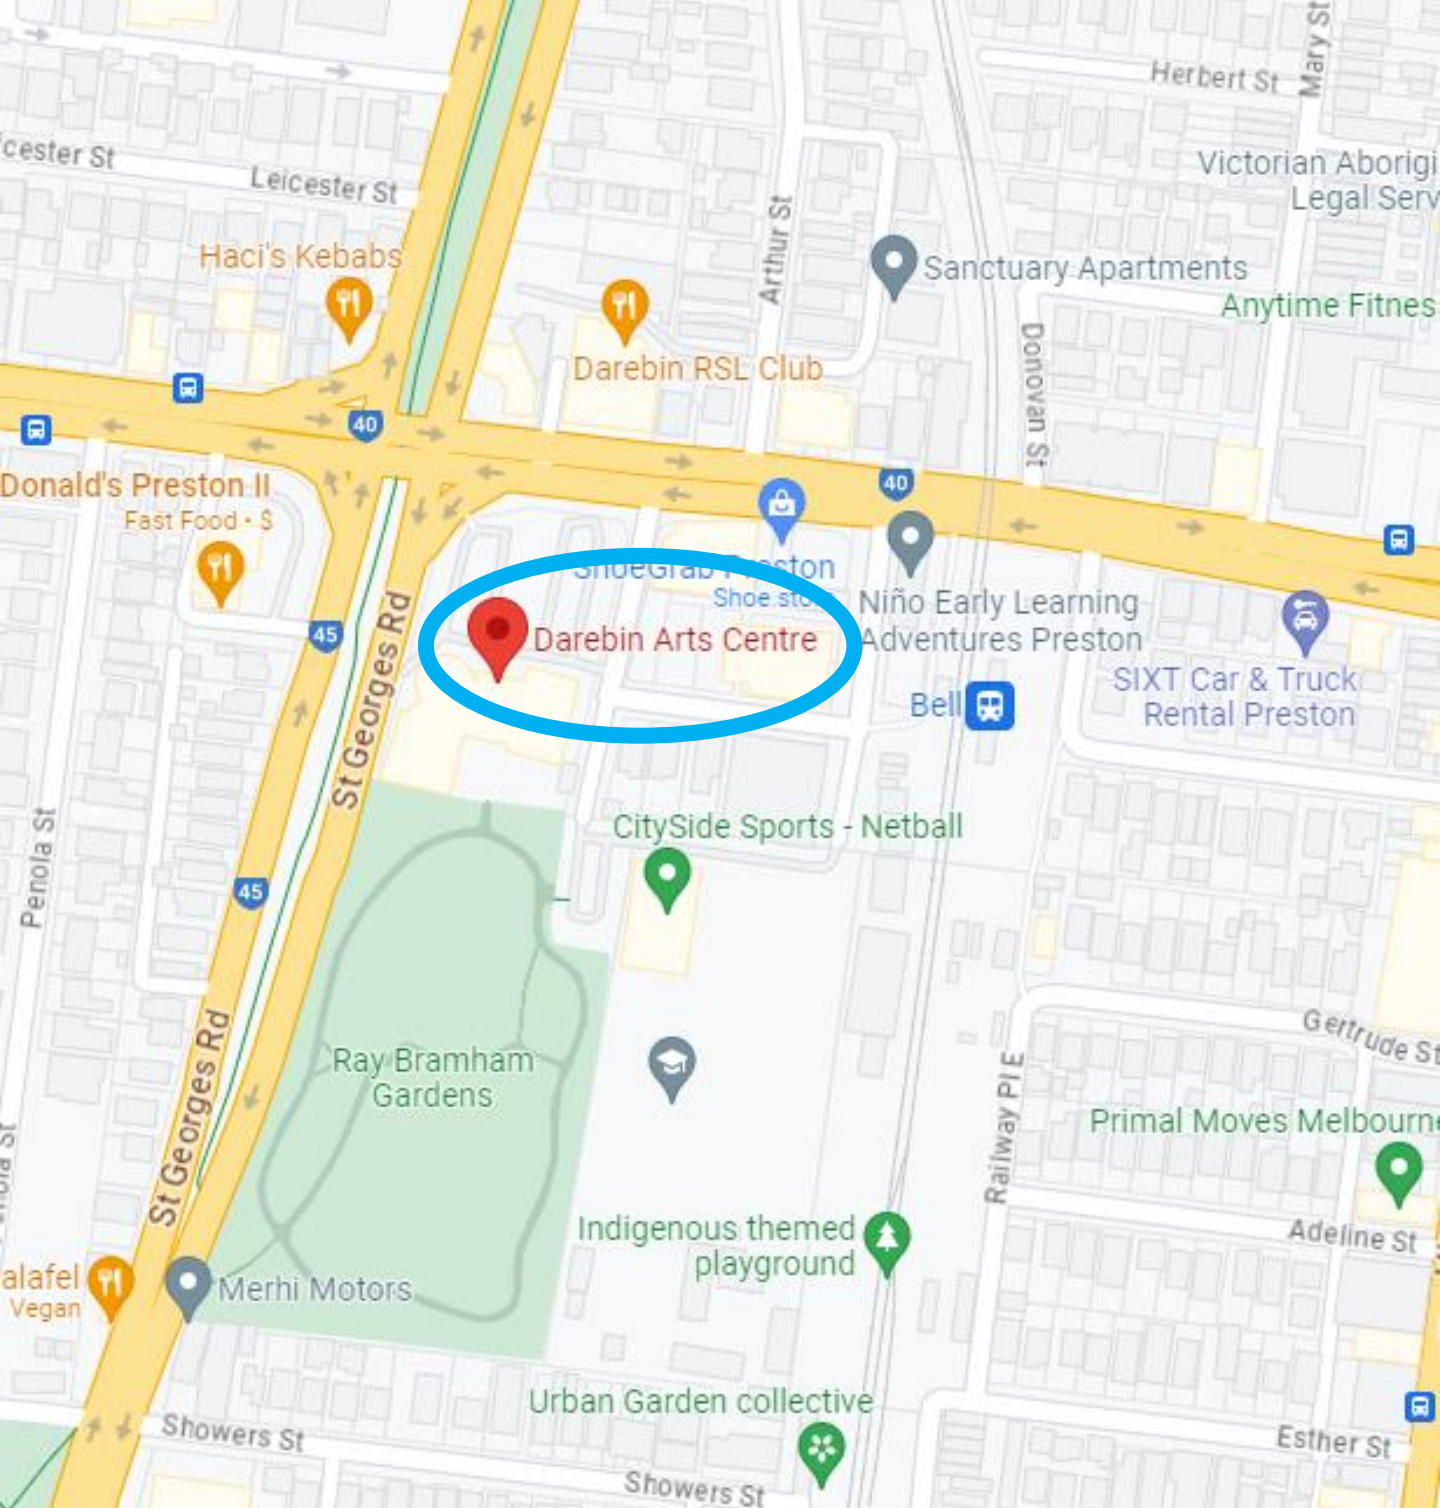 Herbert St
Mary St
cester St
Leicester St
Victorian Aborigi
Legal Serv
Arthur St
Haci's Kebabs
Sanctuary Apartments
Anytime Fitnes
Darebin RSL Club
Donovan St
40
40
Donald's Preston II
Fast Food • $
ShoeGrab Preston
Shoe store
Niño Early Learning
Adventures Preston
45
Darebin Arts Centre
St Georges Rd
SIXT Car & Truck
Rental Preston
Bell
CitySide Sports - Netball
Penola St
45
Gertrude St
Ray Bramham
Gardens
St Georges Rd
Railway Pl E
Primal Moves Melbourne
Indigenous themed
playground
Adeline St
alafel
Vegan
Merhi Motors
Urban Garden collective
Showers St
Esther St
Showers St